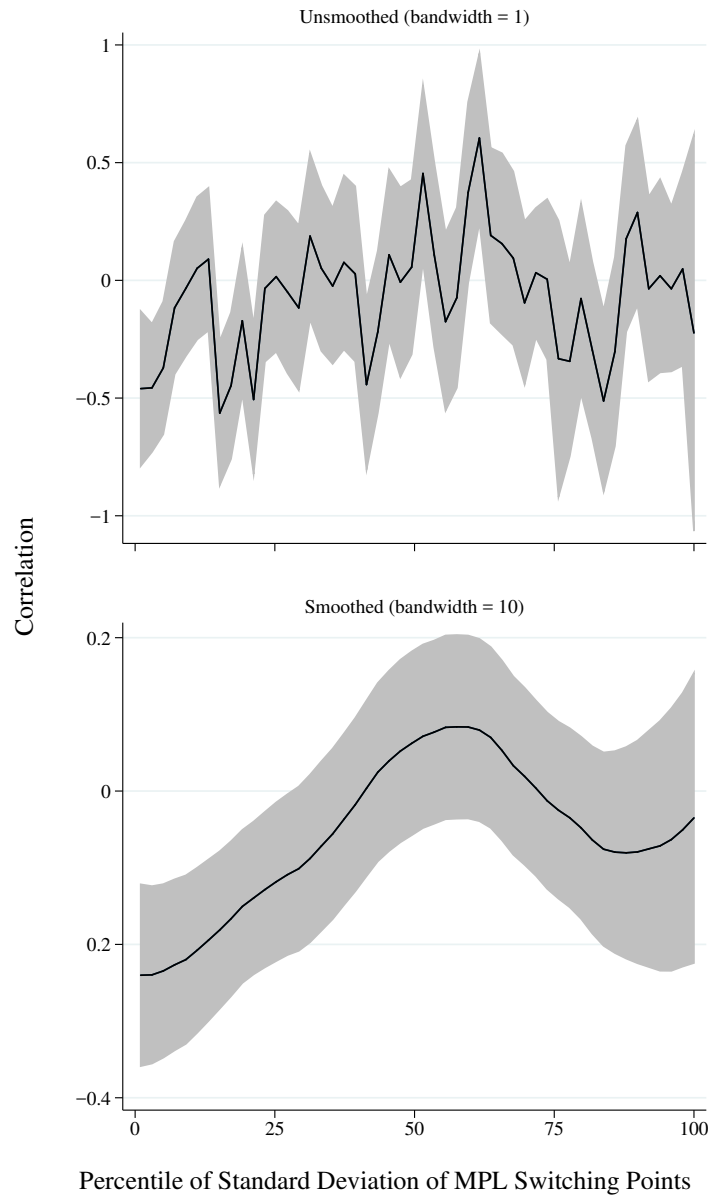 Unsmoothed (bandwidth = 1)
1
0.5
0
−0.5
−1
Correlation
Smoothed (bandwidth = 10)
0.2
0
0.2
−0.4
0 25 50 75 100
Percentile of Standard Deviation of MPL Switching Points